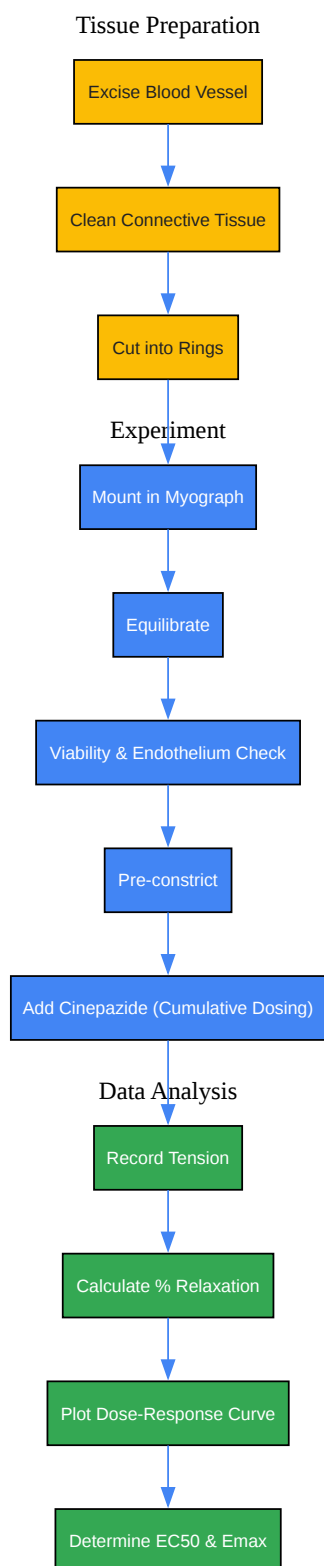 Tissue Preparation
Excise Blood Vessel
Clean Connective Tissue
Cut into Rings
Experiment
Mount in Myograph
Equilibrate
Viability & Endothelium Check
Pre-constrict
Add Cinepazide (Cumulative Dosing)
Data Analysis
Record Tension
Calculate % Relaxation
Plot Dose-Response Curve
Determine EC50 & Emax